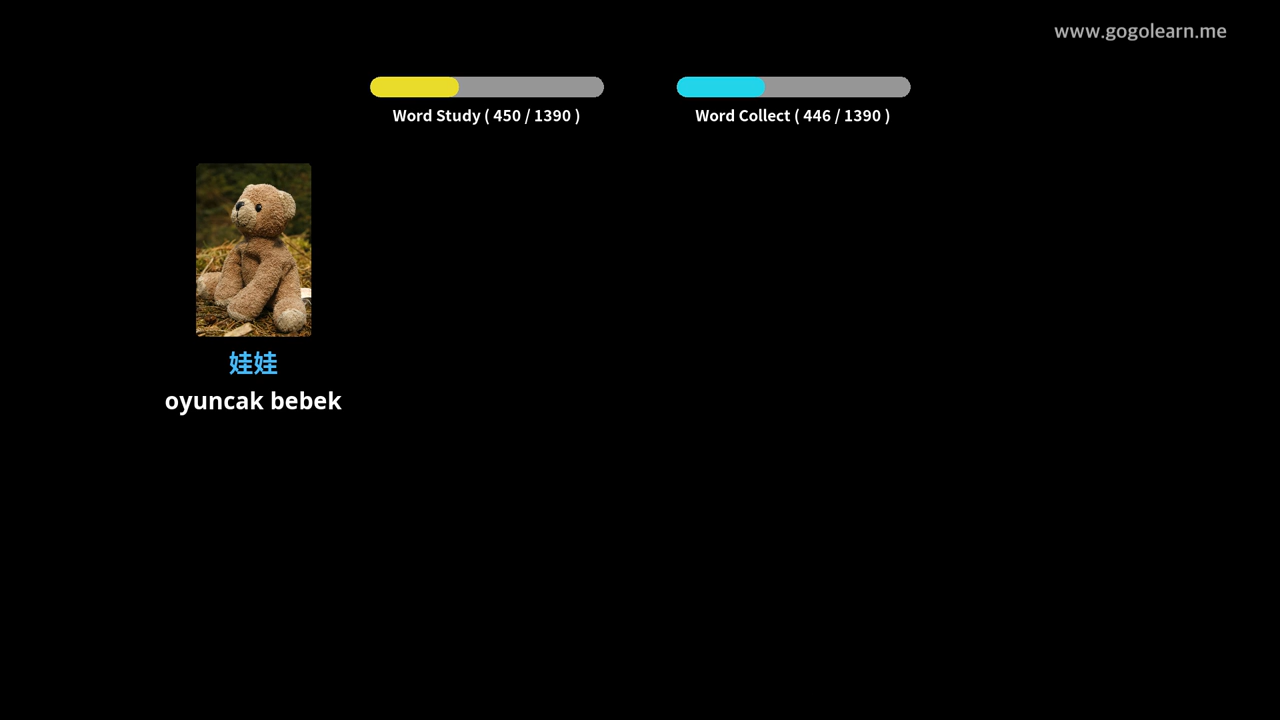 www.gogolearn.me
Word Study ( 450 / 1390 )
Word Collect ( 446 / 1390 )
娃娃
oyuncak bebek